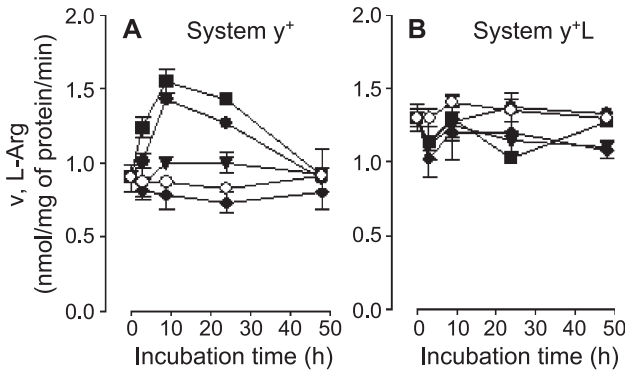 A System y⁺
B System y⁺L
v, L-Arg
(nmol/mg of protein/min)
2.0
1.5
1.0
0.5
0.0
0 10 20 30 40 50
Incubation time (h)
2.0
1.5
1.0
0.5
0.0
0 10 20 30 40 50
Incubation time (h)